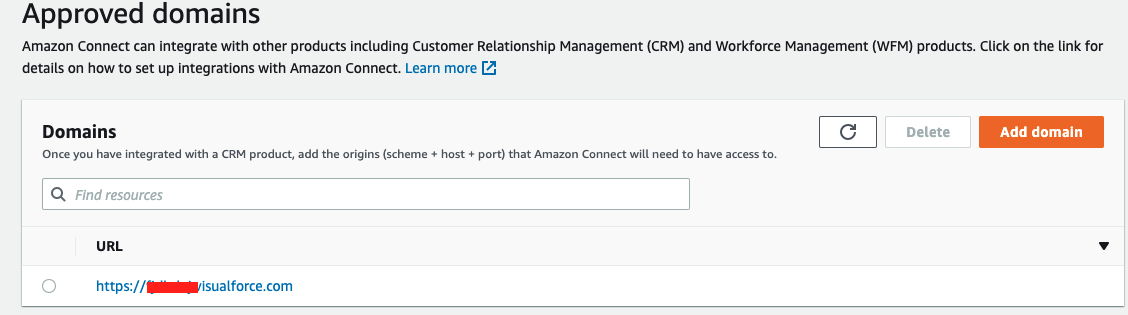 Approved domains
Amazon Connect can integrate with other products including Customer Relationship Management (CRM) and Workforce Management (WFM) products. Click on the link for
details on how to set up integrations with Amazon Connect. Learn more
Domains
Delete
Add domain
Once you have integrated with a CRM product, add the origins (scheme + host + port) that Amazon Connect will need to have access to.
Find resources
URL
https:// visualforce.com